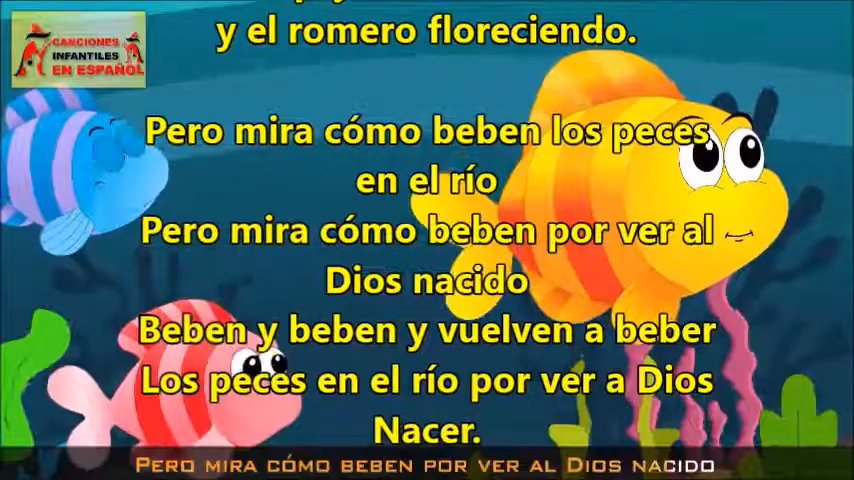 CANCIONES
INFANTILES
EN ESPAÑOL
y el romero floreciendo.
Pero mira cómo beben los peces
en el río
Pero mira cómo beben por ver al
Dios nacido
Beben y beben y vuelven a beber
Los peces en el río por ver a Dios
Nacer.
Pero mira cómo beben por ver al Dios nacido